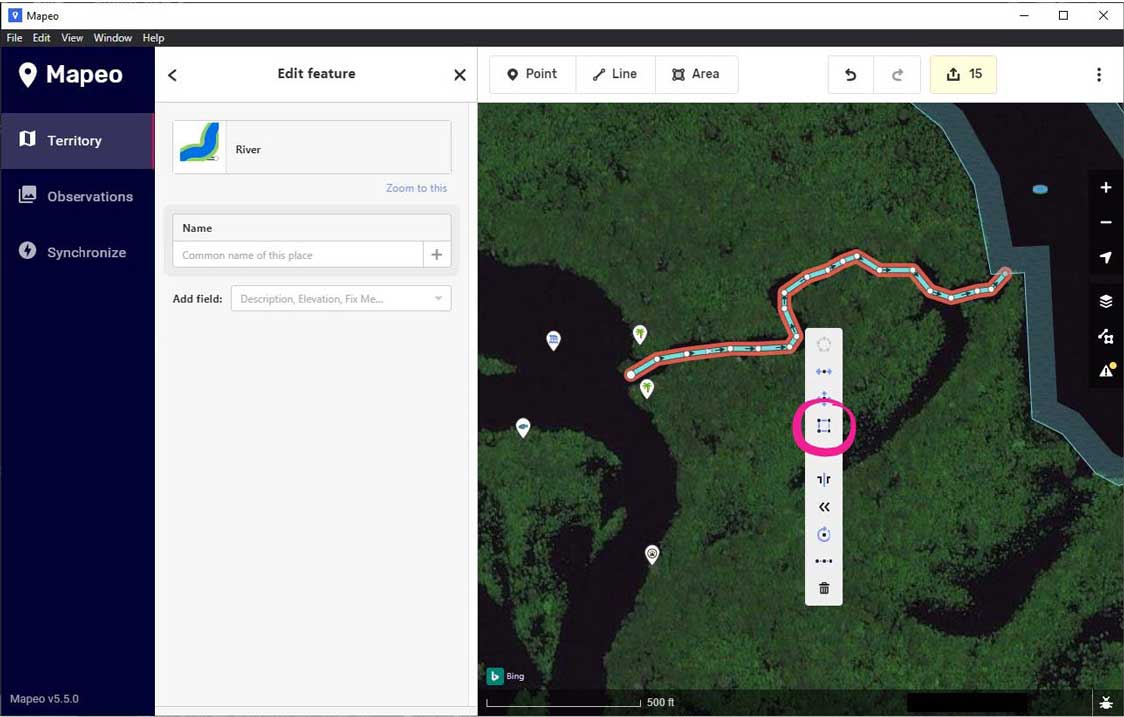 Mapeo
File Edit View Window Help
Mapeo
Territory
Observations
Synchronize
Mapeo v5.5.0
Edit feature
River
Zoom to this
Name
Common name of this place
Add field: Description, Elevation, Fix Me...
Point Line Area 15
Bing
500 ft